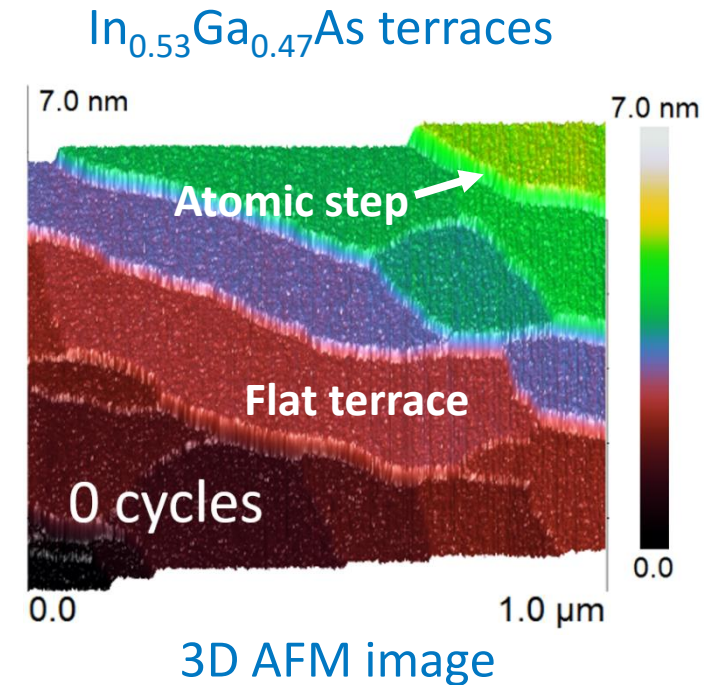 In0.53Ga0.47As terraces
7.0 nm
7.0 nm
Atomic step
Flat terrace
0 cycles
0.0
0.0
1.0 µm
3D AFM image